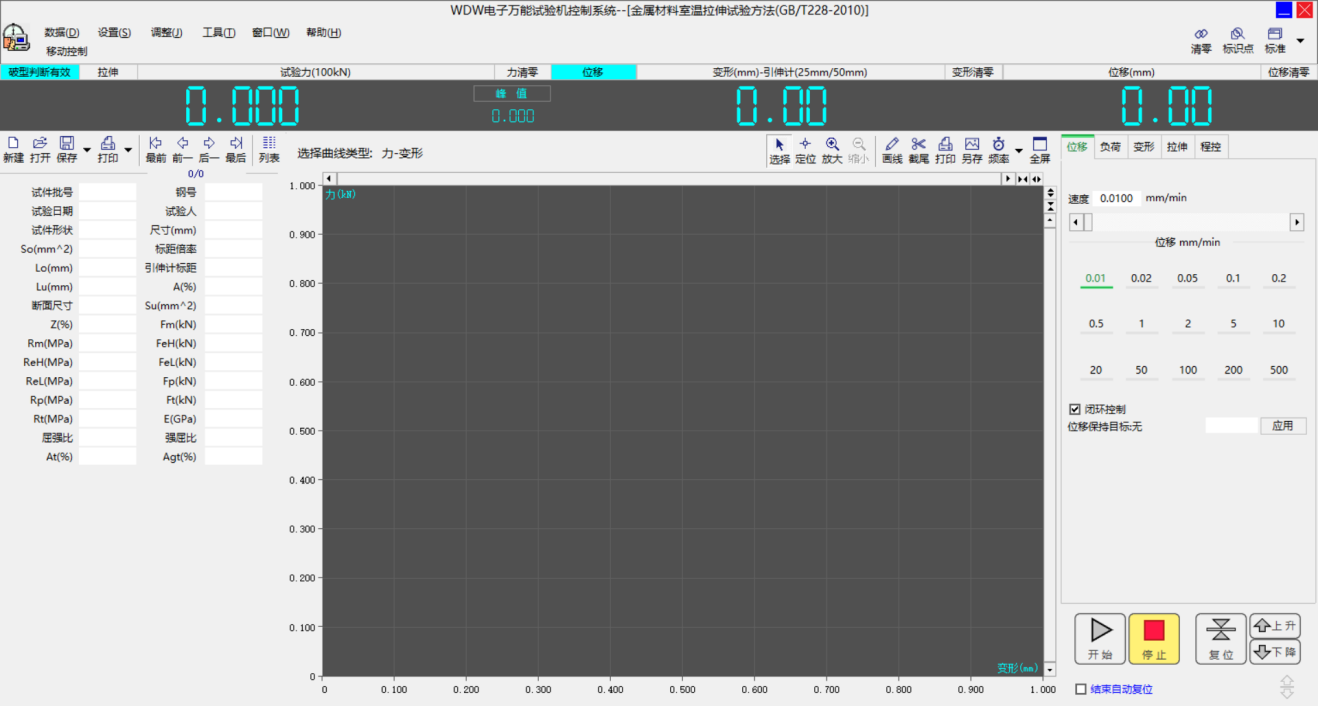 WDW电子万能试验机控制系统--[金属材料室温拉伸试验方法(GB/T228-2010)]
数据(D) 设置(S) 调整(J) 工具(T) 窗口(W) 帮助(H)
移动控制
清零 标识点 标准
破型判断有效 拉伸 试验力(100kN) 力清零 位移 变形(mm)-引伸计(25mm/50mm) 变形清零 位移(mm) 位移清零
0.000 峰 值 0.000 0.00 0.00
新建 打开 保存 打印 最前 前一 后一 最后 列表 选择曲线类型: 力-变形 选择 定位 放大 缩小 画线 截尾 打印 另存 频率 全屏
0/0
试件批号 钢号
试验日期 试验人
试件形状 尺寸(mm)
So(mm^2) 标距倍率
Lo(mm) 引伸计标距
Lu(mm) A(%)
断面尺寸 Su(mm^2)
Z(%) Fm(kN)
Rm(MPa) FeH(kN)
ReH(MPa) FeL(kN)
ReL(MPa) Fp(kN)
Rp(MPa) Ft(kN)
Rt(MPa) E(GPa)
屈强比 强屈比
At(%) Agt(%)
力(kN)
1.000
0.900
0.800
0.700
0.600
0.500
0.400
0.300
0.200
0.100
0
变形(mm)
0 0.100 0.200 0.300 0.400 0.500 0.600 0.700 0.800 0.900 1.000
位移 负荷 变形 拉伸 程控
速度 0.0100 mm/min
位移 mm/min
0.01 0.02 0.05 0.1 0.2
0.5 1 2 5 10
20 50 100 200 500
闭环控制
位移保持目标:无 应用
开始 停止 复位 上升
下降
结束自动复位